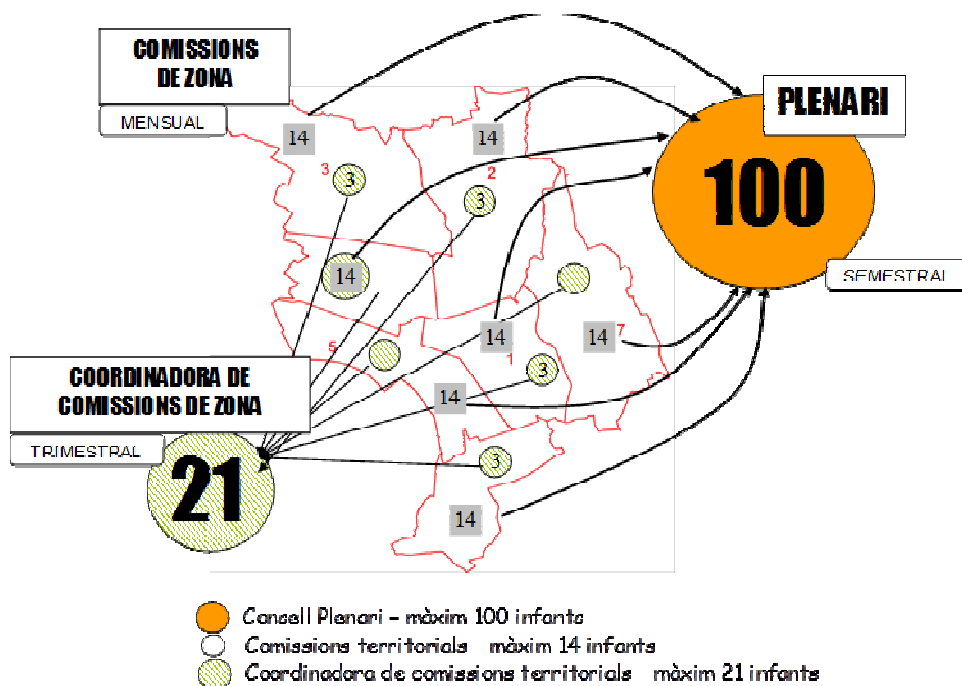 COMISSIONS
DE ZONA
MENSUAL
PLENARI
100
SEMESTRAL
14
14
3
3
2
3
14
14
14
7
5
1
3
14
COORDINADORA DE
COMISSIONS DE ZONA
TRIMESTRAL
21
3
14
Consell Plenari – màxim 100 infants
Comissions territorials màxim 14 infants
Coordinadora de comissions territorials màxim 21 infants